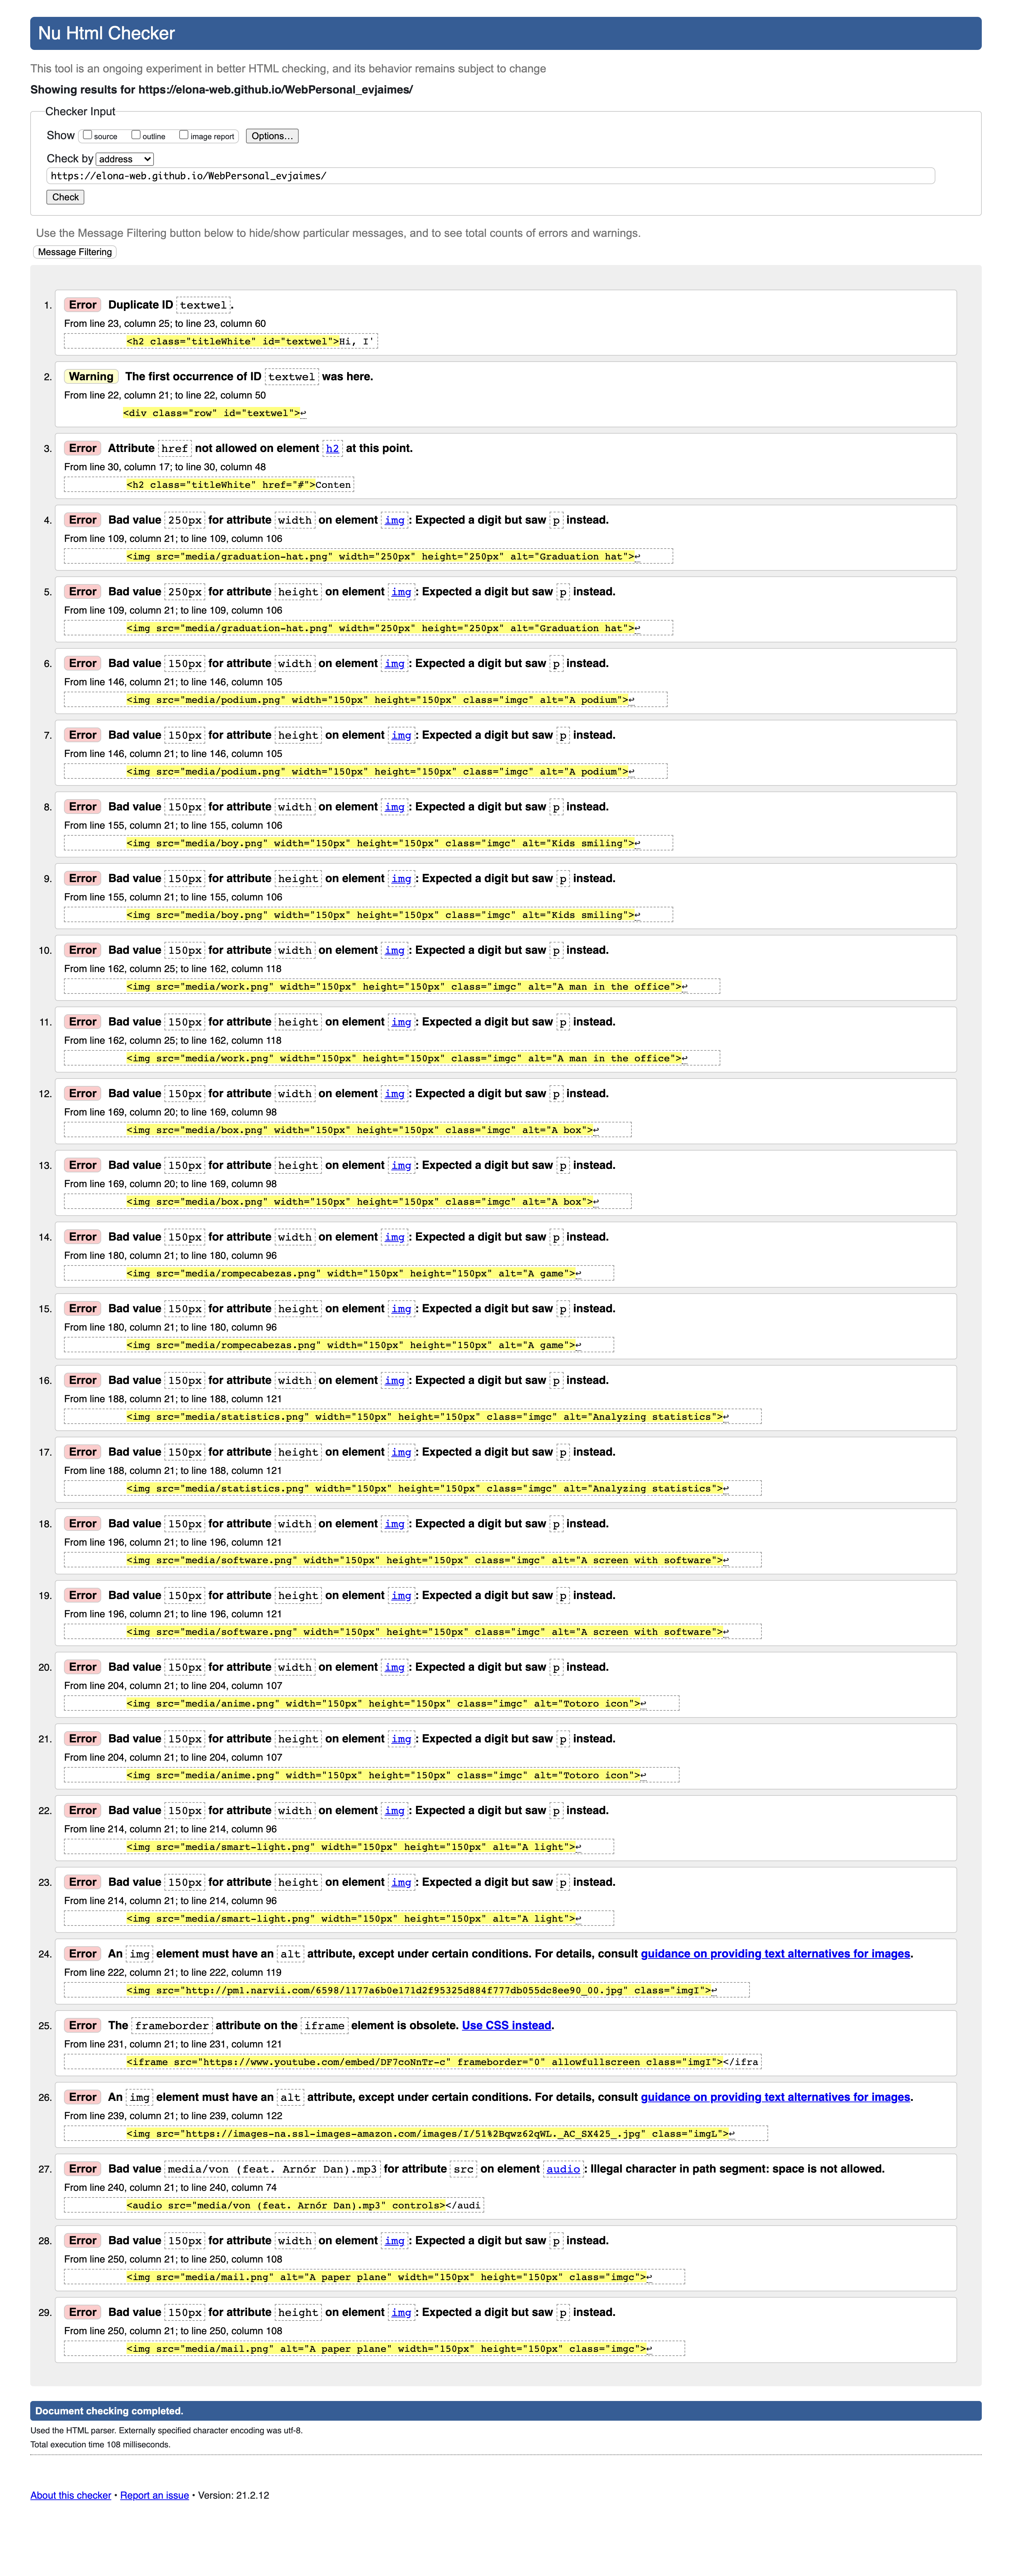 Nu Html Checker
This tool is an ongoing experiment in better HTML checking, and its behavior remains subject to change
Showing results for https://elona-web.github.io/WebPersonal_evjaimes/
Checker Input
Show source outline image report Options...
Check by address
https://elona-web.github.io/WebPersonal_evjaimes/
Check
Use the Message Filtering button below to hide/show particular messages, and to see total counts of errors and warnings.
Message Filtering
1. Error Duplicate ID textwel.
From line 23, column 25; to line 23, column 60
<h2 class="titleWhite" id="textwel">Hi, I'
2. Warning The first occurrence of ID textwel was here.
From line 22, column 21; to line 22, column 50
<div class="row" id="textwel">↩
3. Error Attribute href not allowed on element h2 at this point.
From line 30, column 17; to line 30, column 48
<h2 class="titleWhite" href="#">Conten
4. Error Bad value 250px for attribute width on element img: Expected a digit but saw p instead.
From line 109, column 21; to line 109, column 106
<img src="media/graduation-hat.png" width="250px" height="250px" alt="Graduation hat">↩
5. Error Bad value 250px for attribute height on element img: Expected a digit but saw p instead.
From line 109, column 21; to line 109, column 106
<img src="media/graduation-hat.png" width="250px" height="250px" alt="Graduation hat">↩
6. Error Bad value 150px for attribute width on element img: Expected a digit but saw p instead.
From line 146, column 21; to line 146, column 105
<img src="media/podium.png" width="150px" height="150px" class="imgc" alt="A podium">↩
7. Error Bad value 150px for attribute height on element img: Expected a digit but saw p instead.
From line 146, column 21; to line 146, column 105
<img src="media/podium.png" width="150px" height="150px" class="imgc" alt="A podium">↩
8. Error Bad value 150px for attribute width on element img: Expected a digit but saw p instead.
From line 155, column 21; to line 155, column 106
<img src="media/boy.png" width="150px" height="150px" class="imgc" alt="Kids smiling">↩
9. Error Bad value 150px for attribute height on element img: Expected a digit but saw p instead.
From line 155, column 21; to line 155, column 106
<img src="media/boy.png" width="150px" height="150px" class="imgc" alt="Kids smiling">↩
10. Error Bad value 150px for attribute width on element img: Expected a digit but saw p instead.
From line 162, column 25; to line 162, column 118
<img src="media/work.png" width="150px" height="150px" class="imgc" alt="A man in the office">↩
11. Error Bad value 150px for attribute height on element img: Expected a digit but saw p instead.
From line 162, column 25; to line 162, column 118
<img src="media/work.png" width="150px" height="150px" class="imgc" alt="A man in the office">↩
12. Error Bad value 150px for attribute width on element img: Expected a digit but saw p instead.
From line 169, column 20; to line 169, column 98
<img src="media/box.png" width="150px" height="150px" class="imgc" alt="A box">↩
13. Error Bad value 150px for attribute height on element img: Expected a digit but saw p instead.
From line 169, column 20; to line 169, column 98
<img src="media/box.png" width="150px" height="150px" class="imgc" alt="A box">↩
14. Error Bad value 150px for attribute width on element img: Expected a digit but saw p instead.
From line 180, column 21; to line 180, column 96
<img src="media/rompecabezas.png" width="150px" height="150px" alt="A game">↩
15. Error Bad value 150px for attribute height on element img: Expected a digit but saw p instead.
From line 180, column 21; to line 180, column 96
<img src="media/rompecabezas.png" width="150px" height="150px" alt="A game">↩
16. Error Bad value 150px for attribute width on element img: Expected a digit but saw p instead.
From line 188, column 21; to line 188, column 121
<img src="media/statistics.png" width="150px" height="150px" class="imgc" alt="Analyzing statistics">↩
17. Error Bad value 150px for attribute height on element img: Expected a digit but saw p instead.
From line 188, column 21; to line 188, column 121
<img src="media/statistics.png" width="150px" height="150px" class="imgc" alt="Analyzing statistics">↩
18. Error Bad value 150px for attribute width on element img: Expected a digit but saw p instead.
From line 196, column 21; to line 196, column 121
<img src="media/software.png" width="150px" height="150px" class="imgc" alt="A screen with software">↩
19. Error Bad value 150px for attribute height on element img: Expected a digit but saw p instead.
From line 196, column 21; to line 196, column 121
<img src="media/software.png" width="150px" height="150px" class="imgc" alt="A screen with software">↩
20. Error Bad value 150px for attribute width on element img: Expected a digit but saw p instead.
From line 204, column 21; to line 204, column 107
<img src="media/anime.png" width="150px" height="150px" class="imgc" alt="Totoro icon">↩
21. Error Bad value 150px for attribute height on element img: Expected a digit but saw p instead.
From line 204, column 21; to line 204, column 107
<img src="media/anime.png" width="150px" height="150px" class="imgc" alt="Totoro icon">↩
22. Error Bad value 150px for attribute width on element img: Expected a digit but saw p instead.
From line 214, column 21; to line 214, column 96
<img src="media/smart-light.png" width="150px" height="150px" alt="A light">↩
23. Error Bad value 150px for attribute height on element img: Expected a digit but saw p instead.
From line 214, column 21; to line 214, column 96
<img src="media/smart-light.png" width="150px" height="150px" alt="A light">↩
24. Error An img element must have an alt attribute, except under certain conditions. For details, consult guidance on providing text alternatives for images.
From line 222, column 21; to line 222, column 119
<img src="http://pm1.narvii.com/6598/1177a6b0e171d2f95325d884f777db055dc8ee90_00.jpg" class="imgI">↩
25. Error The frameborder attribute on the iframe element is obsolete. Use CSS instead.
From line 231, column 21; to line 231, column 121
<iframe src="https://www.youtube.com/embed/DF7coNnTr-c" frameborder="0" allowfullscreen class="imgI"></ifra
26. Error An img element must have an alt attribute, except under certain conditions. For details, consult guidance on providing text alternatives for images.
From line 239, column 21; to line 239, column 122
<img src="https://images-na.ssl-images-amazon.com/images/I/51%2Bqwz62qWL._AC_SX425_.jpg" class="imgL">↩
27. Error Bad value media/von (feat. Arnór Dan).mp3 for attribute src on element audio: Illegal character in path segment: space is not allowed.
From line 240, column 21; to line 240, column 74
<audio src="media/von (feat. Arnór Dan).mp3" controls></audi
28. Error Bad value 150px for attribute width on element img: Expected a digit but saw p instead.
From line 250, column 21; to line 250, column 108
<img src="media/mail.png" alt="A paper plane" width="150px" height="150px" class="imgc">↩
29. Error Bad value 150px for attribute height on element img: Expected a digit but saw p instead.
From line 250, column 21; to line 250, column 108
<img src="media/mail.png" alt="A paper plane" width="150px" height="150px" class="imgc">↩
Document checking completed.
Used the HTML parser. Externally specified character encoding was utf-8.
Total execution time 108 milliseconds.
About this checker • Report an issue • Version: 21.2.12